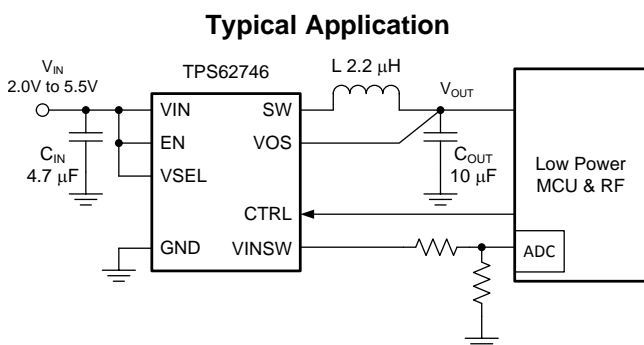 Typical Application
VIN
2.0V to 5.5V
TPS62746
L 2.2 µH
VOUT
VIN
SW
EN
VOS
CIN
4.7 µF
VSEL
COUT
10 µF
Low Power
MCU & RF
CTRL
GND
VINSW
ADC